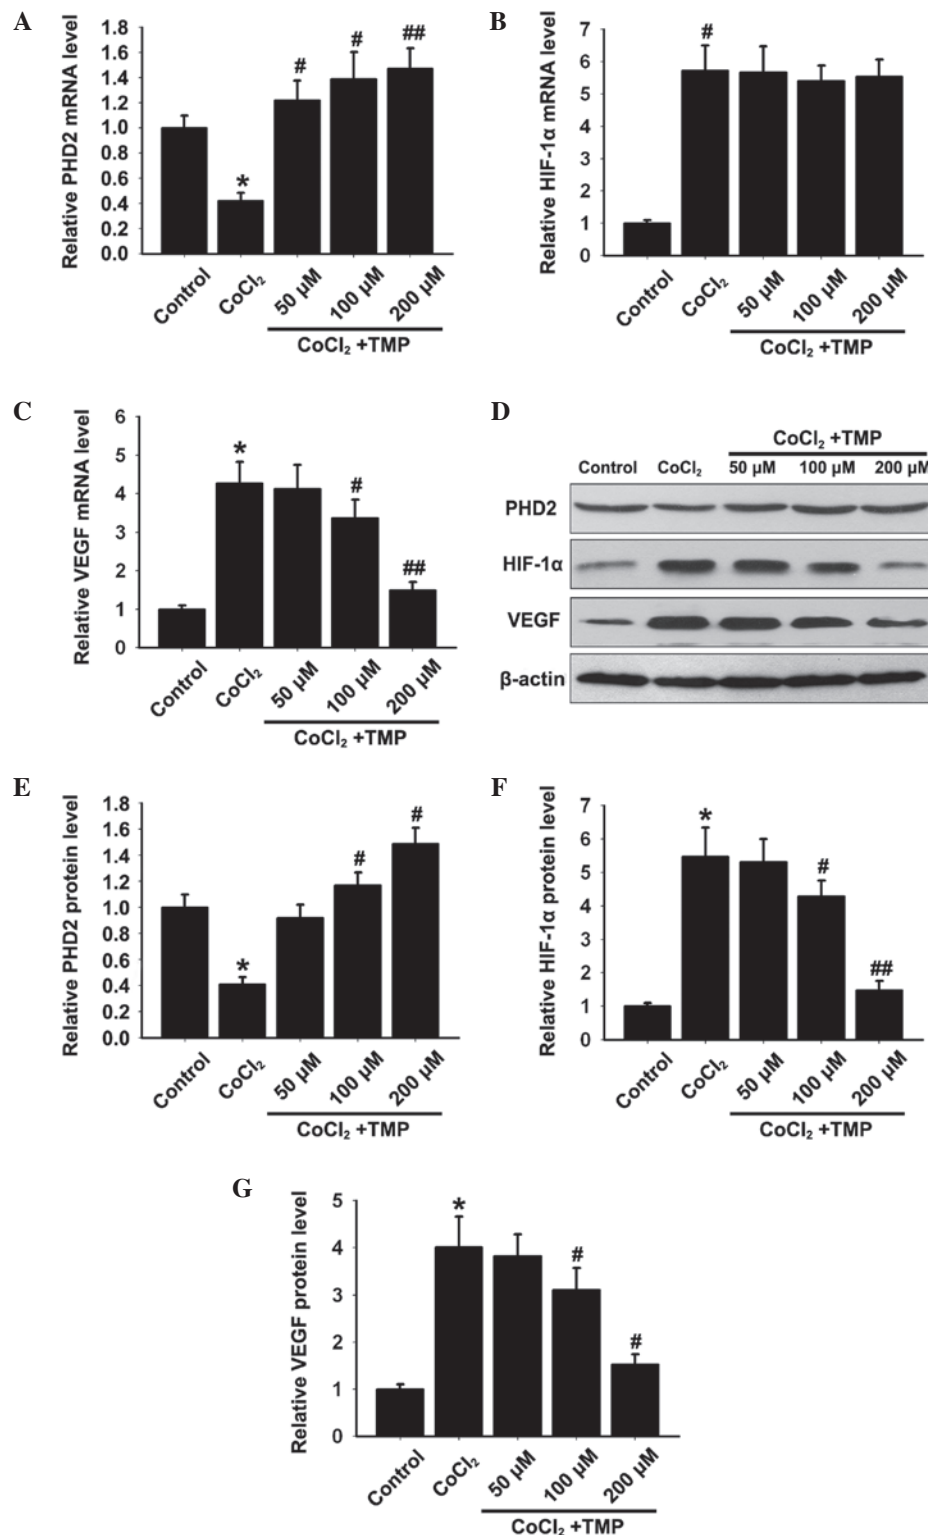 A
Relative PHD2 mRNA level
1.8
1.6
1.4
1.2
1.0
0.8
0.6
0.4
0.2
0.0
*
#
#
##
Control
CoCl₂
50 µM
100 µM
200 µM
CoCl₂ +TMP
B
Relative HIF-1α mRNA level
7
6
5
4
3
2
1
0
#
Control
CoCl₂
50 µM
100 µM
200 µM
CoCl₂ +TMP
C
Relative VEGF mRNA level
6
5
4
3
2
1
0
*
#
##
Control
CoCl₂
50 µM
100 µM
200 µM
CoCl₂ +TMP
D
CoCl₂ +TMP
Control CoCl₂ 50 µM 100 µM 200 µM
PHD2
HIF-1α
VEGF
β-actin
E
Relative PHD2 protein level
1.8
1.6
1.4
1.2
1.0
0.8
0.6
0.4
0.2
0.0
*
#
#
Control
CoCl₂
50 µM
100 µM
200 µM
CoCl₂ +TMP
F
Relative HIF-1α protein level
7
6
5
4
3
2
1
0
*
#
##
Control
CoCl₂
50 µM
100 µM
200 µM
CoCl₂ +TMP
G
Relative VEGF protein level
5
4
3
2
1
0
*
#
#
Control
CoCl₂
50 µM
100 µM
200 µM
CoCl₂ +TMP